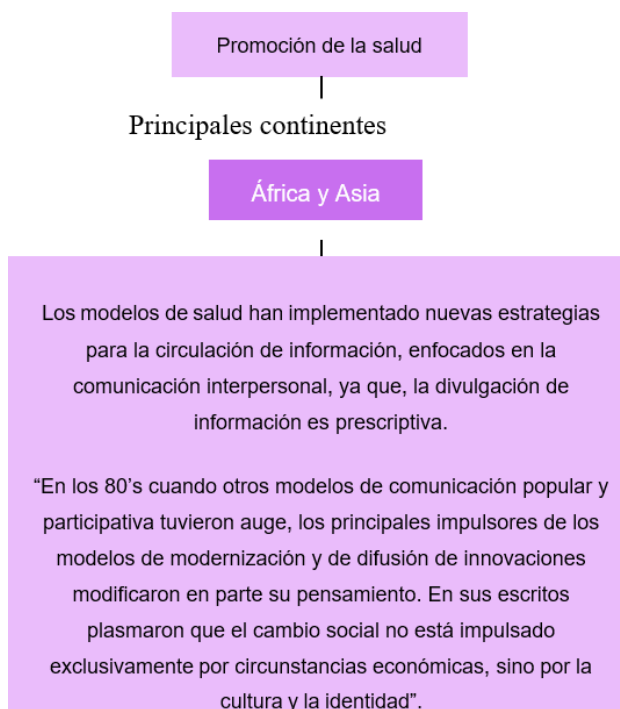 Promoción de la salud
Principales continentes
África y Asia
Los modelos de salud han implementado nuevas estrategias
para la circulación de información, enfocados en la
comunicación interpersonal, ya que, la divulgación de
información es prescriptiva.
“En los 80’s cuando otros modelos de comunicación popular y
participativa tuvieron auge, los principales impulsores de los
modelos de modernización y de difusión de innovaciones
modificaron en parte su pensamiento. En sus escritos
plasmaron que el cambio social no está impulsado
exclusivamente por circunstancias económicas, sino por la
cultura y la identidad”.